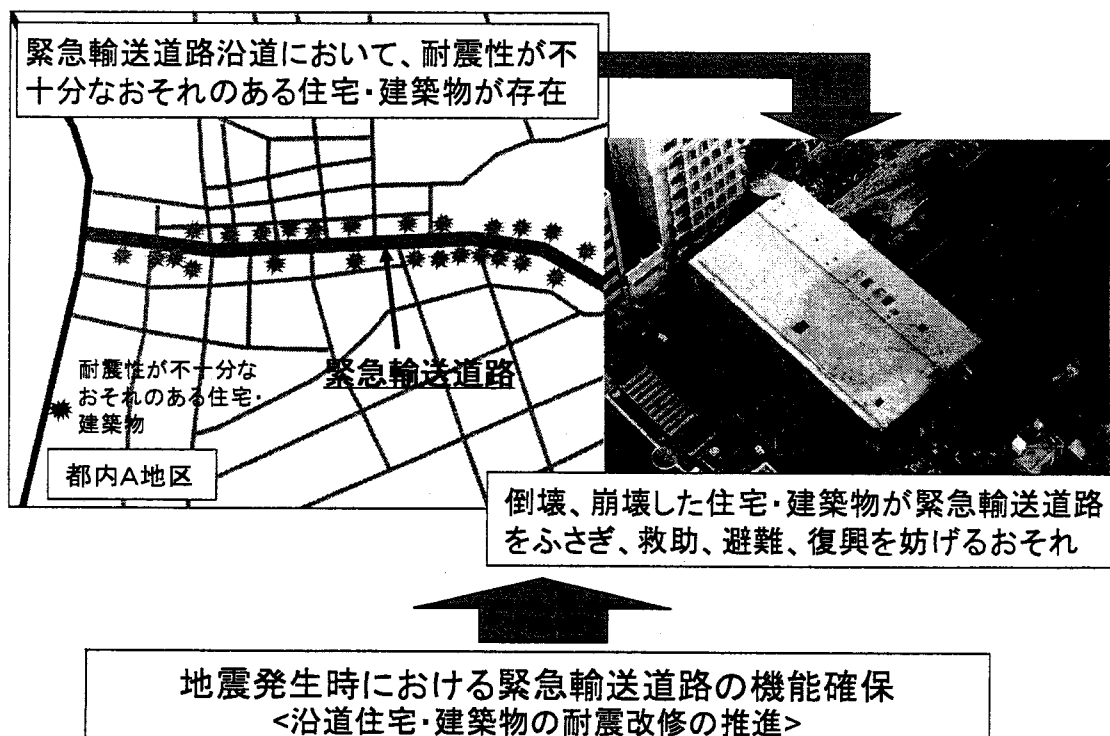 緊急輸送道路沿道において、耐震性が不
十分なおそれのある住宅・建築物が存在
緊急輸送道路
耐震性が不十分な
おそれのある住宅・
建築物
都内A地区
倒壊、崩壊した住宅・建築物が緊急輸送道路
をふさぎ、救助、避難、復興を妨げるおそれ
地震発生時における緊急輸送道路の機能確保
<沿道住宅・建築物の耐震改修の推進>